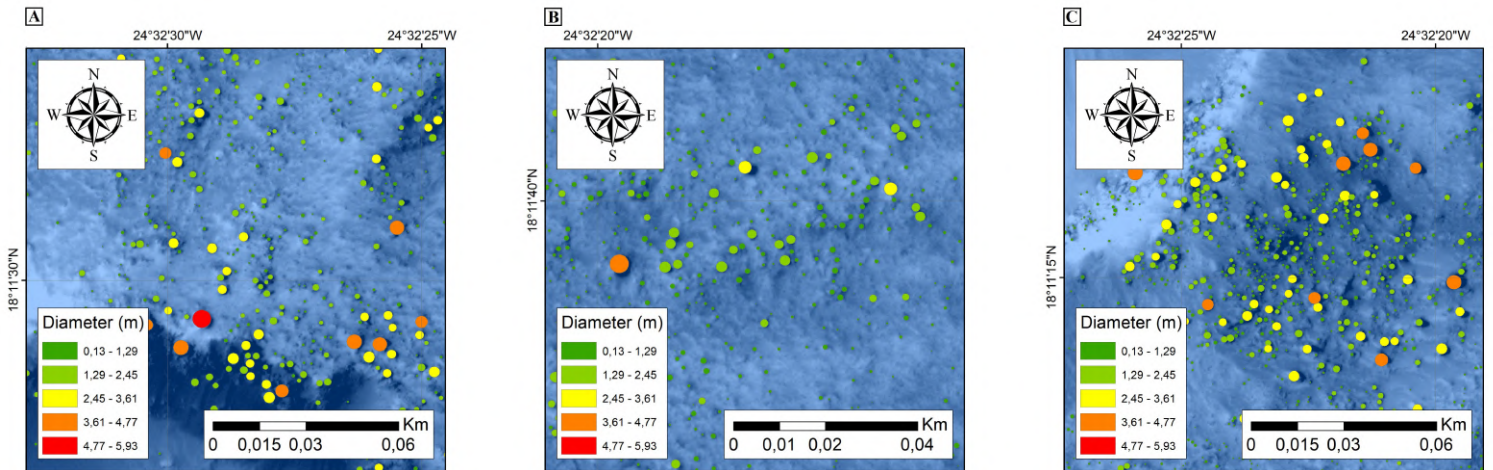 A
24°32'30"W
24°32'25"W
N
W
E
S
18°11'30"N
Diameter (m)
0,13 - 1,29
1,29 - 2,45
2,45 - 3,61
3,61 - 4,77
4,77 - 5,93
Km
0
0,015
0,03
0,06
B
24°32'20"W
N
W
E
S
18°11'40"N
Diameter (m)
0,13 - 1,29
1,29 - 2,45
2,45 - 3,61
3,61 - 4,77
4,77 - 5,93
Km
0
0,01
0,02
0,04
C
24°32'25"W
24°32'20"W
N
W
E
S
18°11'15"N
Diameter (m)
0,13 - 1,29
1,29 - 2,45
2,45 - 3,61
3,61 - 4,77
4,77 - 5,93
Km
0
0,015
0,03
0,06